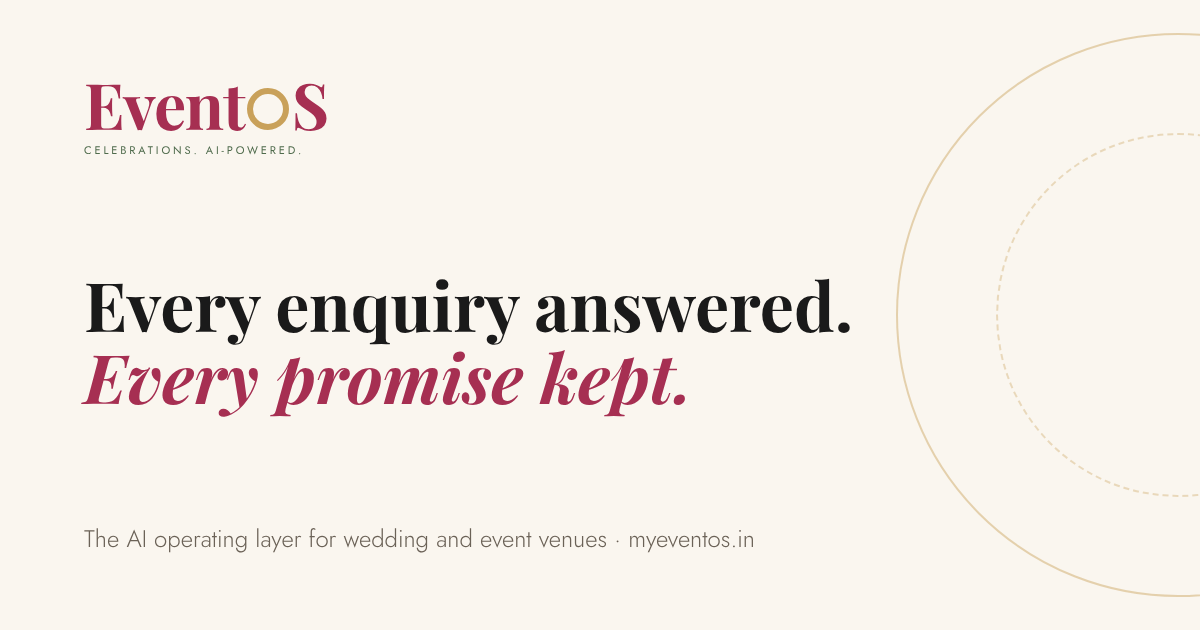 EventOS
CELEBRATIONS. AI-POWERED.
Every enquiry answered.
Every promise kept.
The AI operating layer for wedding and event venues · myeventos.in